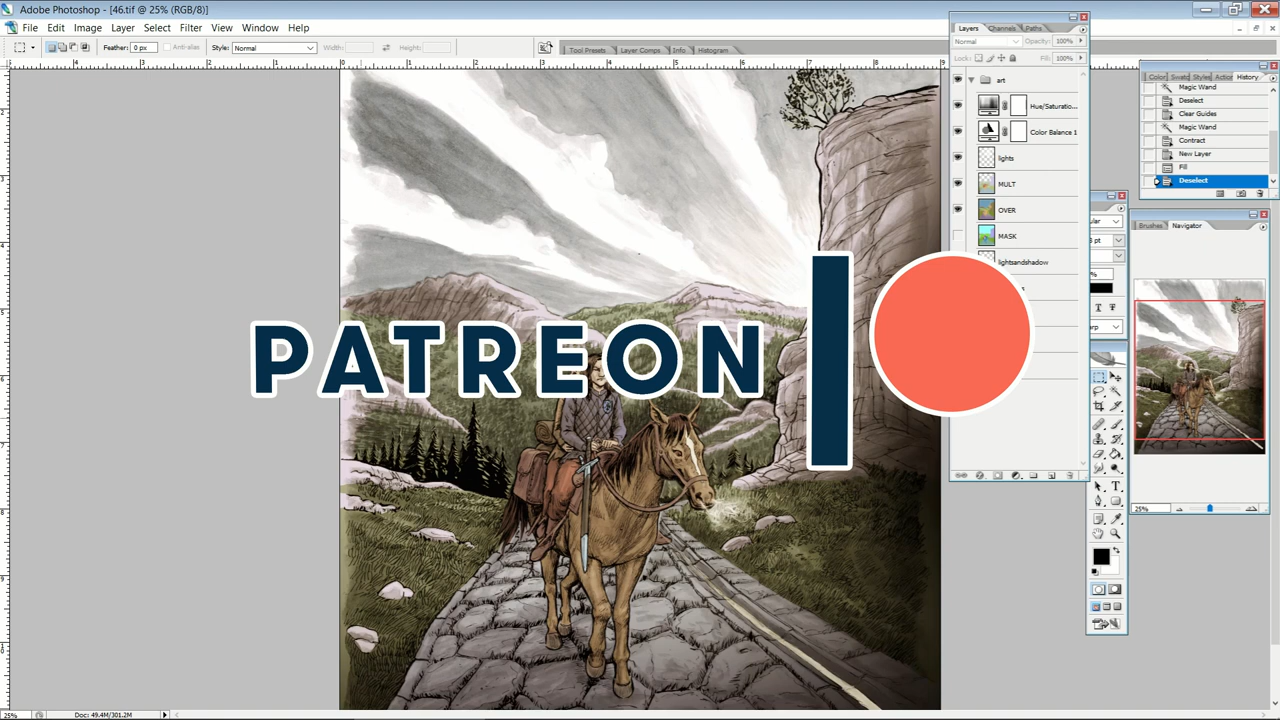 Adobe Photoshop - [46.tif @ 25% (RGB/8)]
File Edit Image Layer Select Filter View Window Help
Feather: 0 px Anti-alias Style: Normal Width: Height:
Tool Presets Layer Comps Info Histogram
Layers Channels Paths
Normal Opacity: 100%
Lock: Fill: 100%
art
Hue/Saturatio...
Color Balance 1
lights
MULT
OVER
MASK
lightsandshadow
Color Swatc Styles Action History
Magic Wand
Deselect
Clear Guides
Magic Wand
Contract
New Layer
Fill
Deselect
Brushes Navigator
25%
PATREON
25% Doc: 49.4M/301.2M